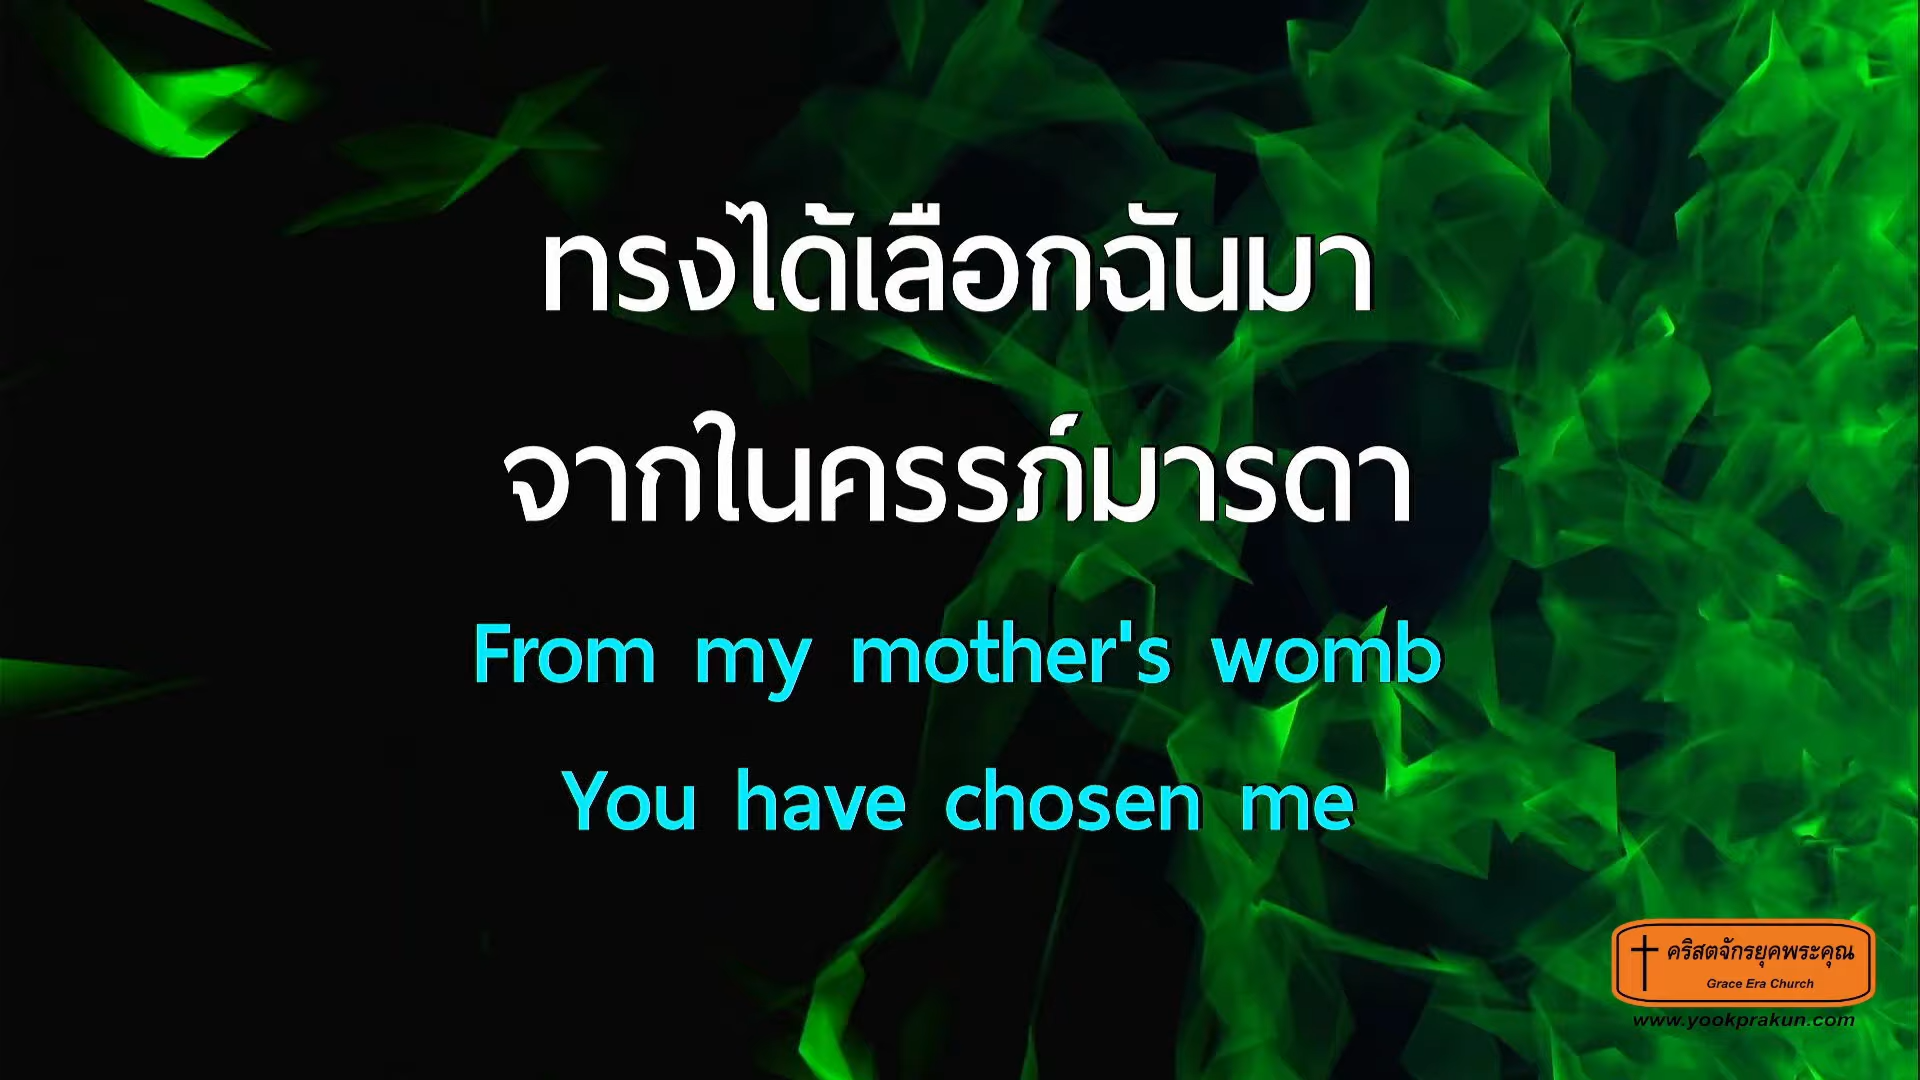 ทรงได้เลือกฉันมา
จากในครรภ์มารดา
From my mother's womb
You have chosen me
คริสตจักรยุคพระคุณ
Grace Era Church
www.yookprakun.com